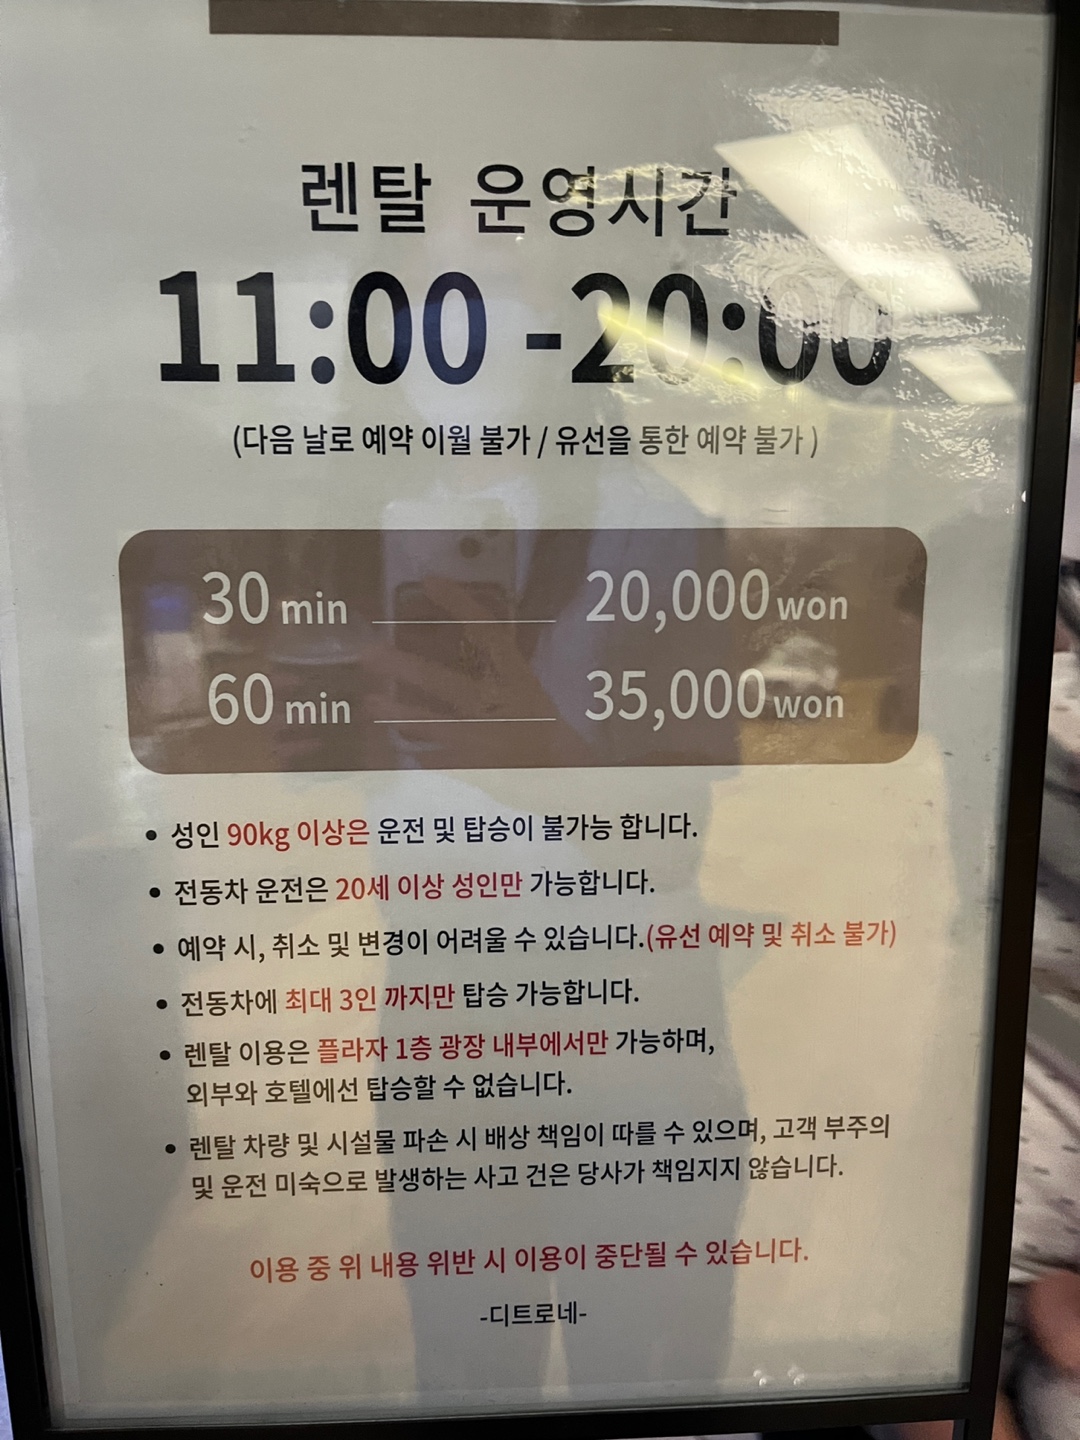 렌탈 운영시간
11:00 - 20:00
(다음 날로 예약 이월 불가 / 유선을 통한 예약 불가 )
30 min 20,000 won
60 min 35,000 won
• 성인 90kg 이상은 운전 및 탑승이 불가능 합니다.
• 전동차 운전은 20세 이상 성인만 가능합니다.
• 예약 시, 취소 및 변경이 어려울 수 있습니다.(유선 예약 및 취소 불가)
• 전동차에 최대 3인 까지만 탑승 가능합니다.
• 렌탈 이용은 플라자 1층 광장 내부에서만 가능하며,
외부와 호텔에선 탑승할 수 없습니다.
• 렌탈 차량 및 시설물 파손 시 배상 책임이 따를 수 있으며, 고객 부주의
및 운전 미숙으로 발생하는 사고 건은 당사가 책임지지 않습니다.
이용 중 위 내용 위반 시 이용이 중단될 수 있습니다.
-디트로네-